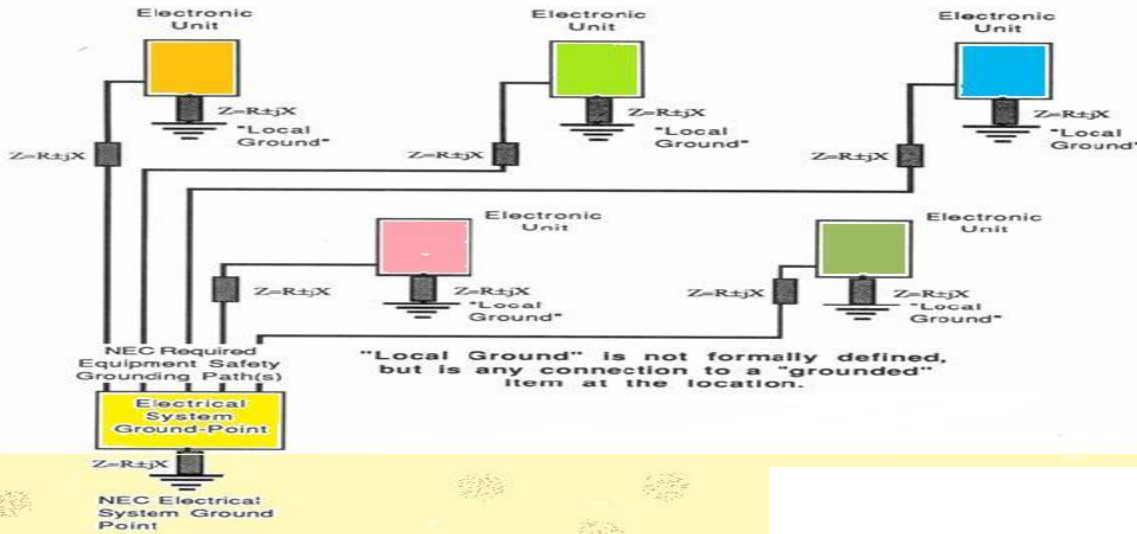 Electronic
Unit
Electronic
Unit
Electronic
Unit
Z=R±jX
"Local
Ground"
Z=R±jX
Z=R±jX
"Local
Ground"
Z=R±jX
Z=R±jX
"Local
Ground"
Z=R±jX
Electronic
Unit
Z=R±jX
"Local
Ground"
Z=R±jX
Electronic
Unit
Z=R±jX
"Local
Ground"
Z=R±jX
NEC Required
Equipment Safety
Grounding Path(s)
"Local Ground" is not formally defined,
but is any connection to a "grounded"
item at the location.
Electrical
System
Ground-Point
Z=R±jX
NEC Electrical
System Ground
Point